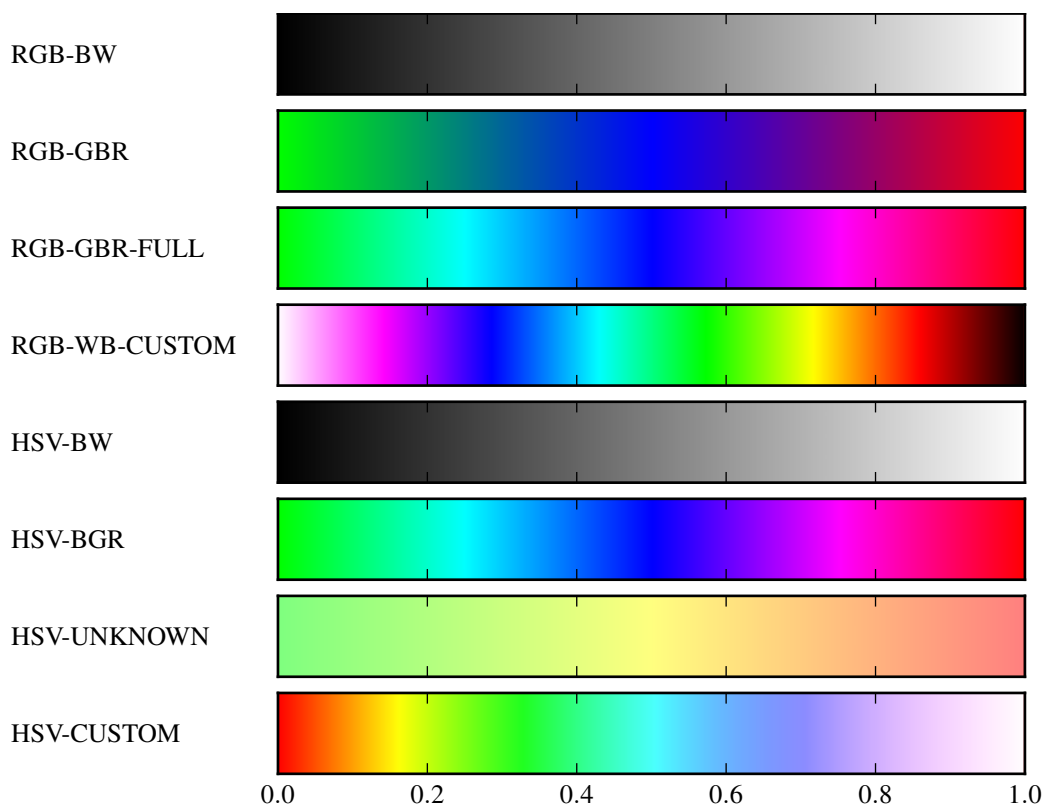 RGB-BW
RGB-GBR
RGB-GBR-FULL
RGB-WB-CUSTOM
HSV-BW
HSV-BGR
HSV-UNKNOWN
HSV-CUSTOM
0.0 0.2 0.4 0.6 0.8 1.0